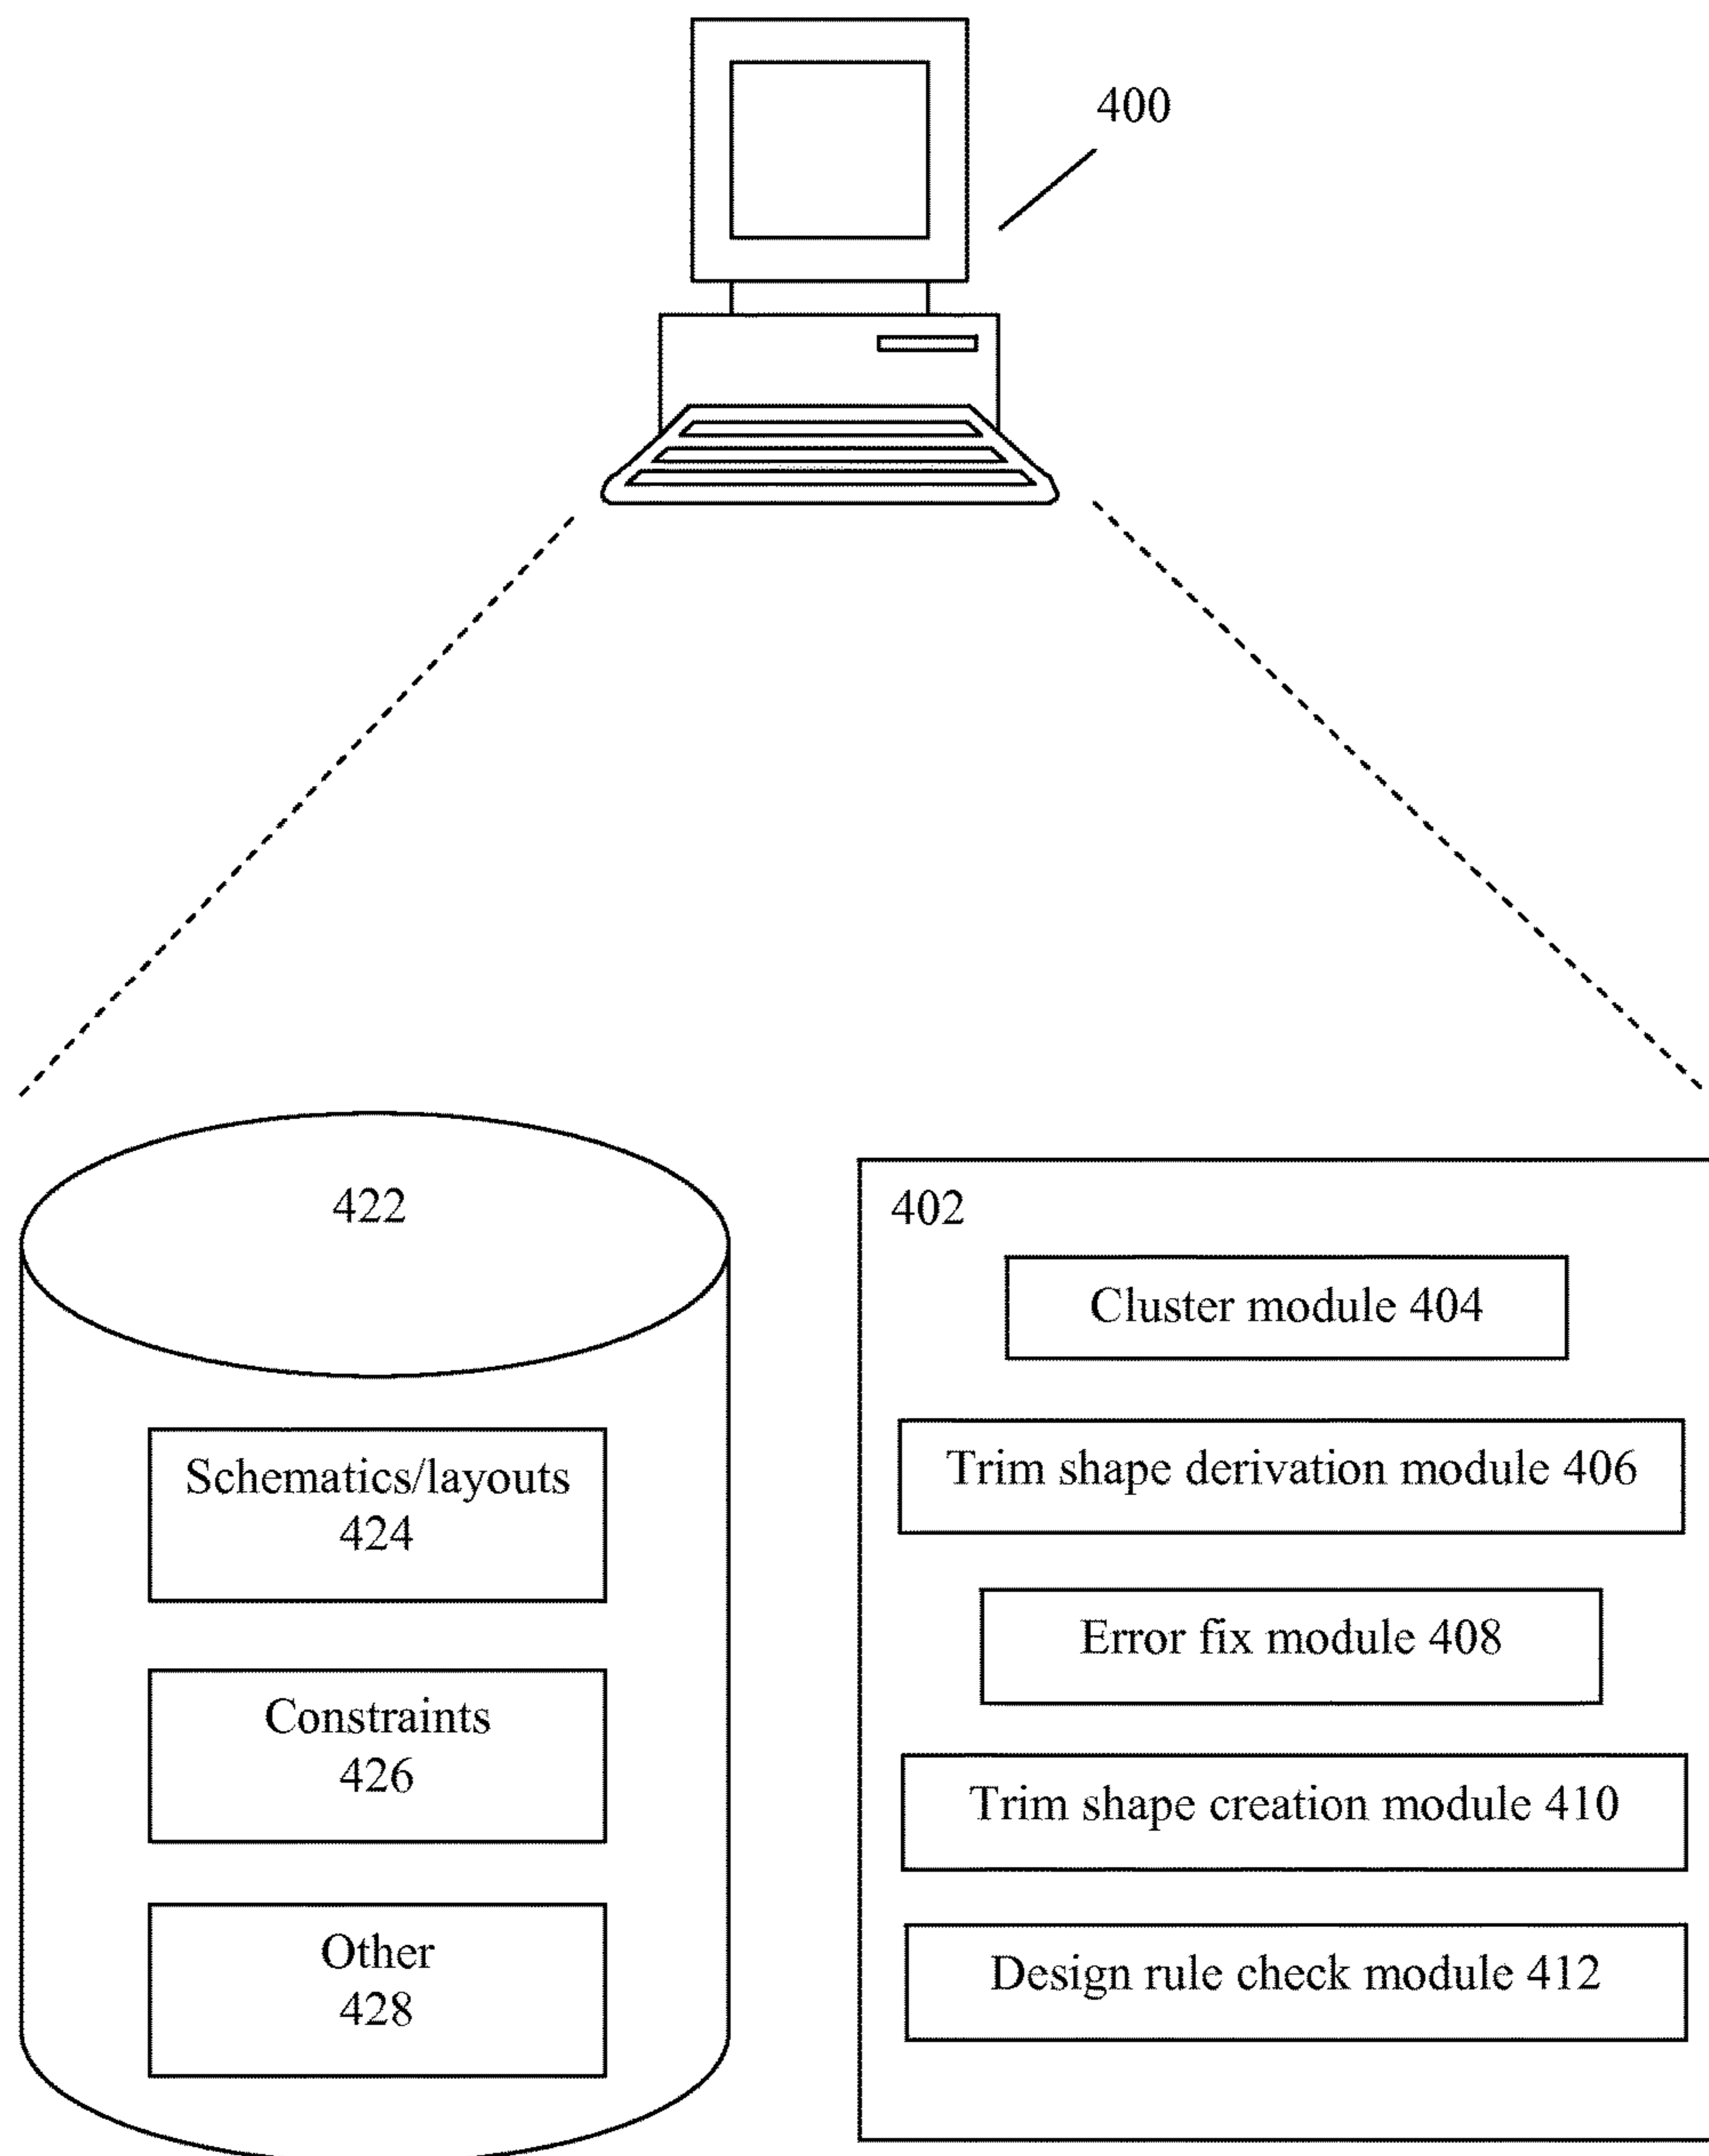 400
422
Schematics/layouts
424
Constraints
426
Other
428
402
Cluster module 404
Trim shape derivation module 406
Error fix module 408
Trim shape creation module 410
Design rule check module 412